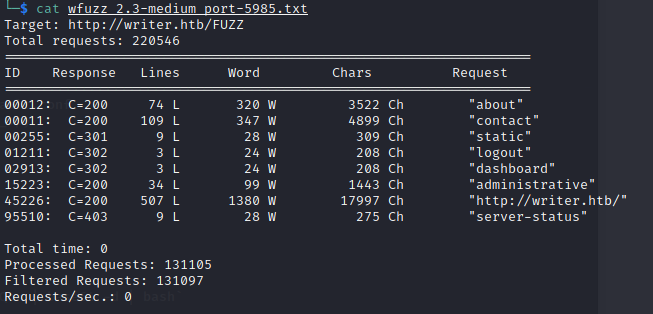 └─$ cat wfuzz_2.3-medium_port-5985.txt
Target: http://writer.htb/FUZZ
Total requests: 220546
==================================================================
ID    Response   Lines      Word         Chars          Request
==================================================================
00012:  C=200     74 L	     320 W	   3522 Ch	  "about"
00011:  C=200    109 L	     347 W	   4899 Ch	  "contact"
00255:  C=301      9 L	      28 W	    309 Ch	  "static"
01211:  C=302      3 L	      24 W	    208 Ch	  "logout"
02913:  C=302      3 L	      24 W	    208 Ch	  "dashboard"
15223:  C=200     34 L	      99 W	   1443 Ch	  "administrative"
45226:  C=200    507 L	    1380 W	  17997 Ch	  "http://writer.htb/"
95510:  C=403      9 L	      28 W	    275 Ch	  "server-status"
Total time: 0
Processed Requests: 131105
Filtered Requests: 131097
Requests/sec.: 0